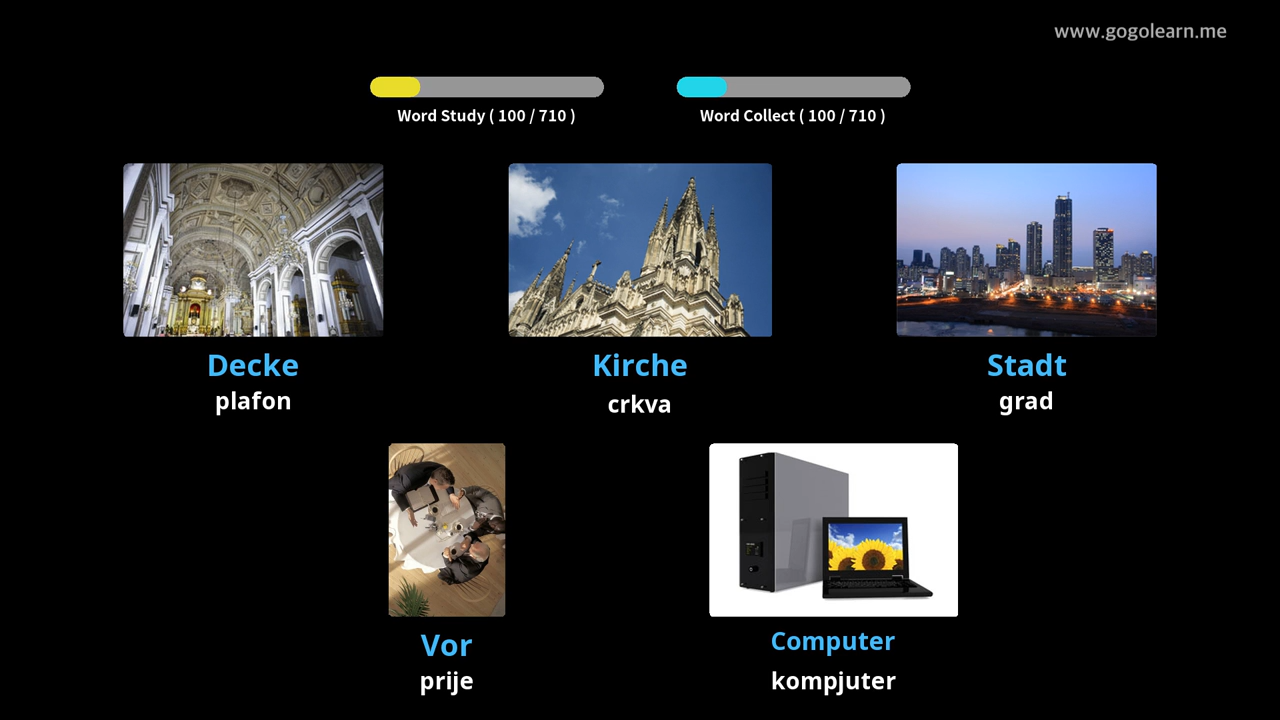 www.gogolearn.me
Word Study ( 100 / 710 )
Word Collect ( 100 / 710 )
Decke
plafon
Kirche
crkva
Stadt
grad
Vor
prije
Computer
kompjuter